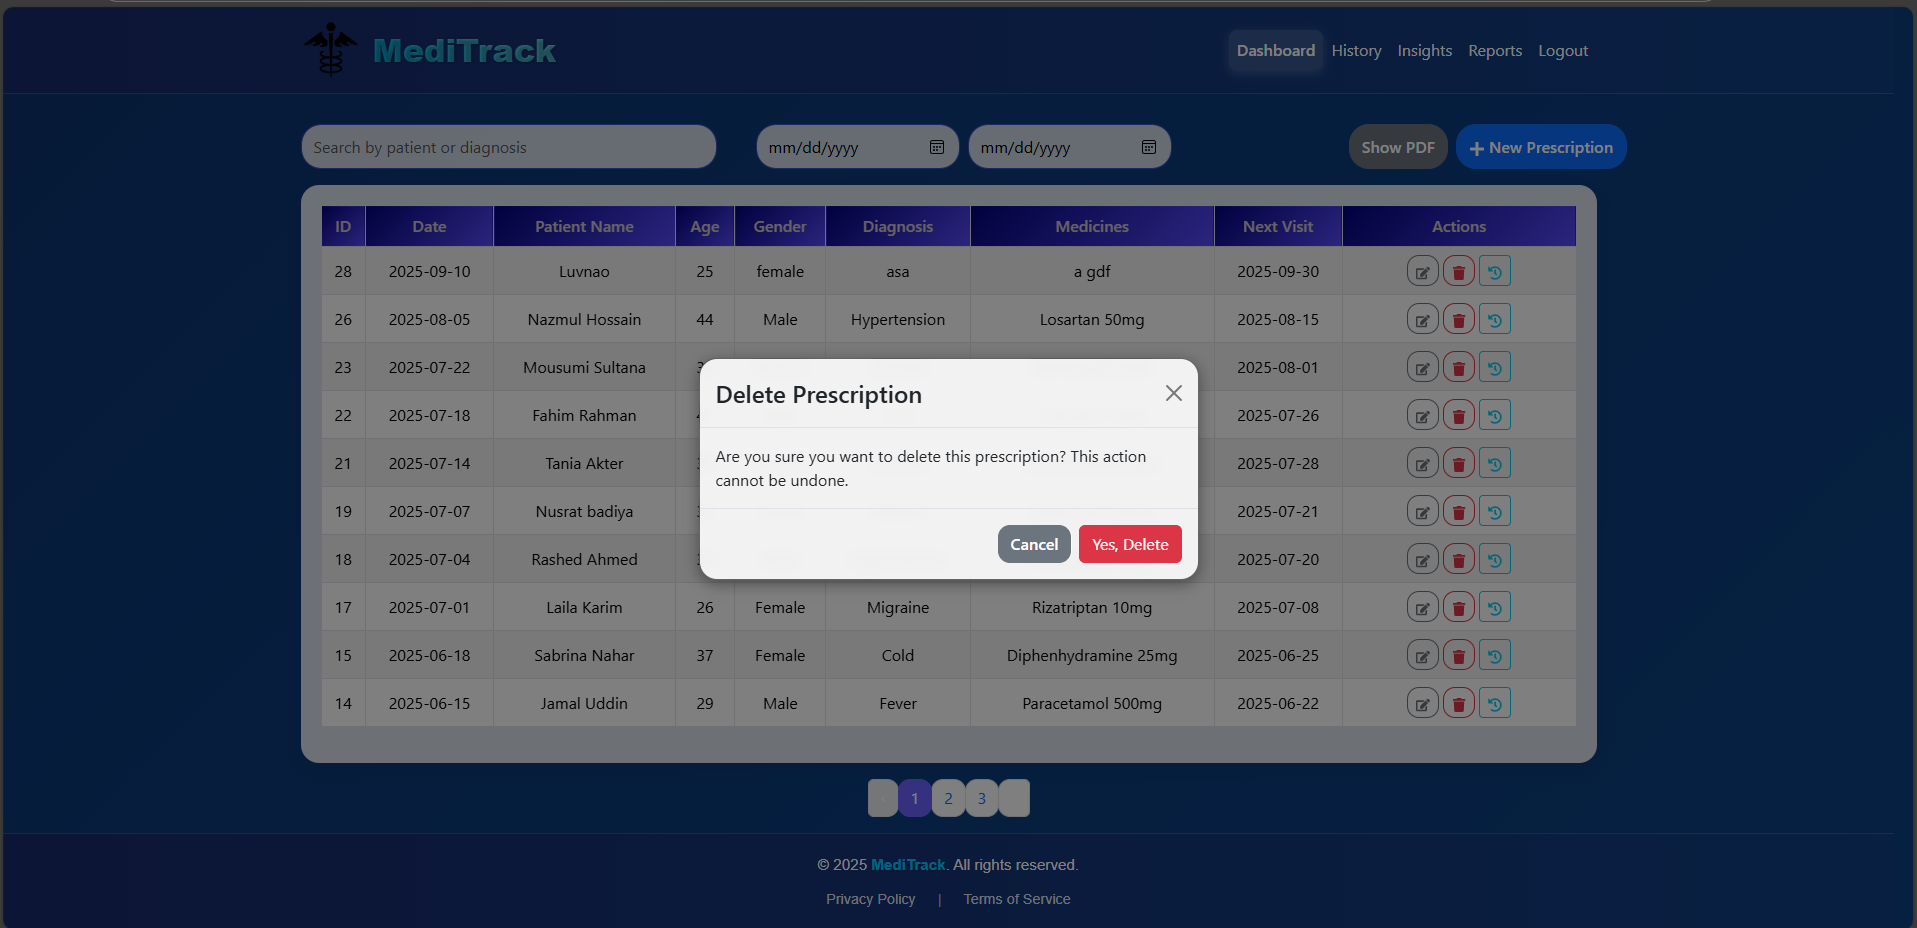 MediTrack
Dashboard History Insights Reports Logout
Search by patient or diagnosis mm/dd/yyyy mm/dd/yyyy Show PDF + New Prescription
ID Date Patient Name Age Gender Diagnosis Medicines Next Visit Actions
28 2025-09-10 Luvnao 25 female asa a gdf 2025-09-30
26 2025-08-05 Nazmul Hossain 44 Male Hypertension Losartan 50mg 2025-08-15
23 2025-07-22 Mousumi Sultana 2025-08-01
22 2025-07-18 Fahim Rahman 2025-07-26
21 2025-07-14 Tania Akter 2025-07-28
19 2025-07-07 Nusrat badiya 2025-07-21
18 2025-07-04 Rashed Ahmed 2025-07-20
Delete Prescription
Are you sure you want to delete this prescription? This action
cannot be undone.
Cancel Yes, Delete
17 2025-07-01 Laila Karim 26 Female Migraine Rizatriptan 10mg 2025-07-08
15 2025-06-18 Sabrina Nahar 37 Female Cold Diphenhydramine 25mg 2025-06-25
14 2025-06-15 Jamal Uddin 29 Male Fever Paracetamol 500mg 2025-06-22
1 2 3
© 2025 MediTrack. All rights reserved.
Privacy Policy | Terms of Service